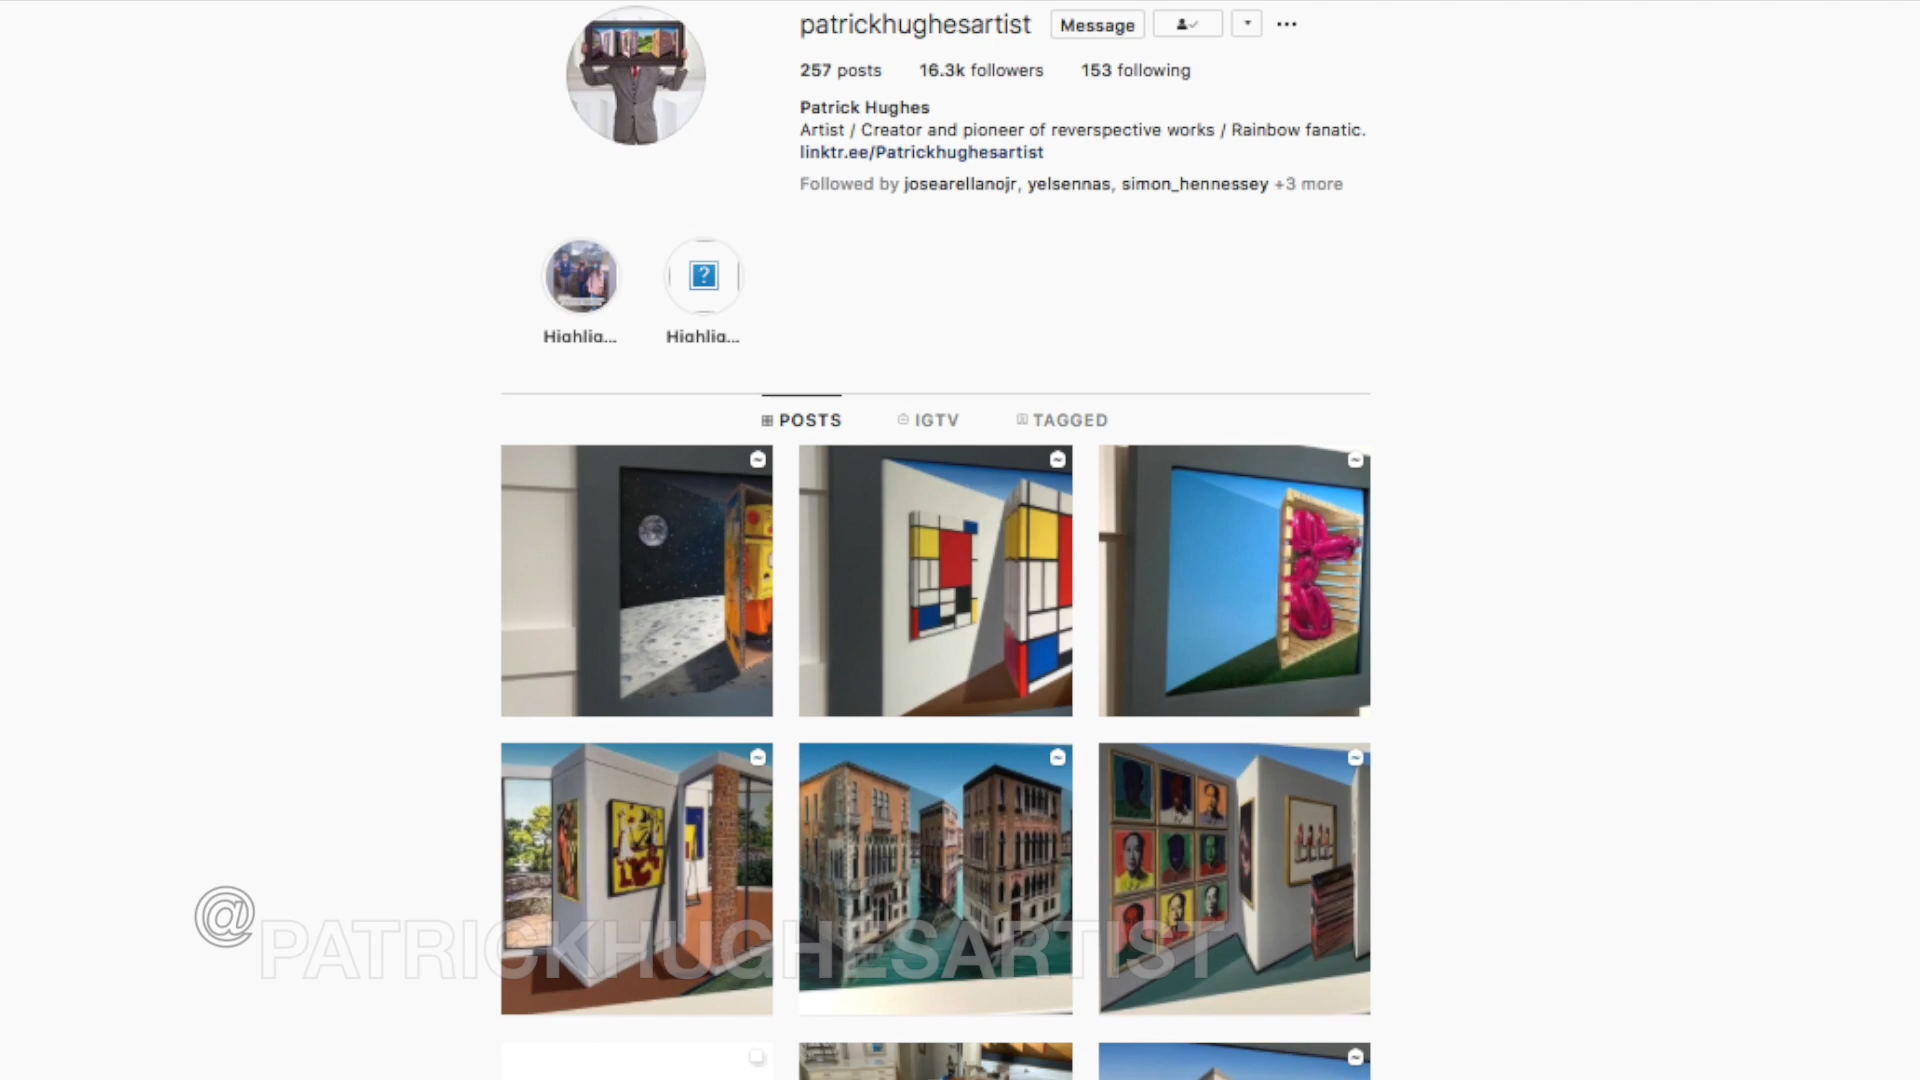 patrickhughesartist Message
257 posts 16.3k followers 153 following
Patrick Hughes
Artist / Creator and pioneer of reverspective works / Rainbow fanatic.
linktr.ee/Patrickhughesartist
Followed by josearellanojr, yelsennas, simon_hennessey +3 more
?
Highlig... Highlig...
POSTS IGTV TAGGED
@PATRICKHUGHESARTIST